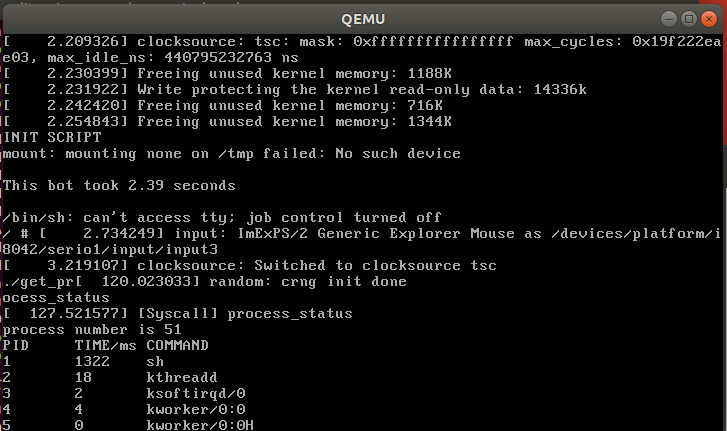 QEMU
[    2.209326] clocksource: tsc: mask: 0xffffffffffffffff max_cycles: 0x19f222ea
e03, max_idle_ns: 440795232763 ns
[    2.230399] Freeing unused kernel memory: 1188K
[    2.231922] Write protecting the kernel read-only data: 14336k
[    2.242420] Freeing unused kernel memory: 716K
[    2.254843] Freeing unused kernel memory: 1344K
INIT SCRIPT
mount: mounting none on /tmp failed: No such device
This bot took 2.39 seconds
/bin/sh: can't access tty; job control turned off
/ # [    2.734249] input: ImExPS/2 Generic Explorer Mouse as /devices/platform/i
8042/serio1/input/input3
[    3.219107] clocksource: Switched to clocksource tsc
./get_pr[  120.023033] random: crng init done
ocess_status
[  127.521577] [Syscall] process_status
process number is 51
PID     TIME/ms COMMAND
1       1322    sh
2       18      kthreadd
3       2       ksoftirqd/0
4       4       kworker/0:0
5       0       kworker/0:0H